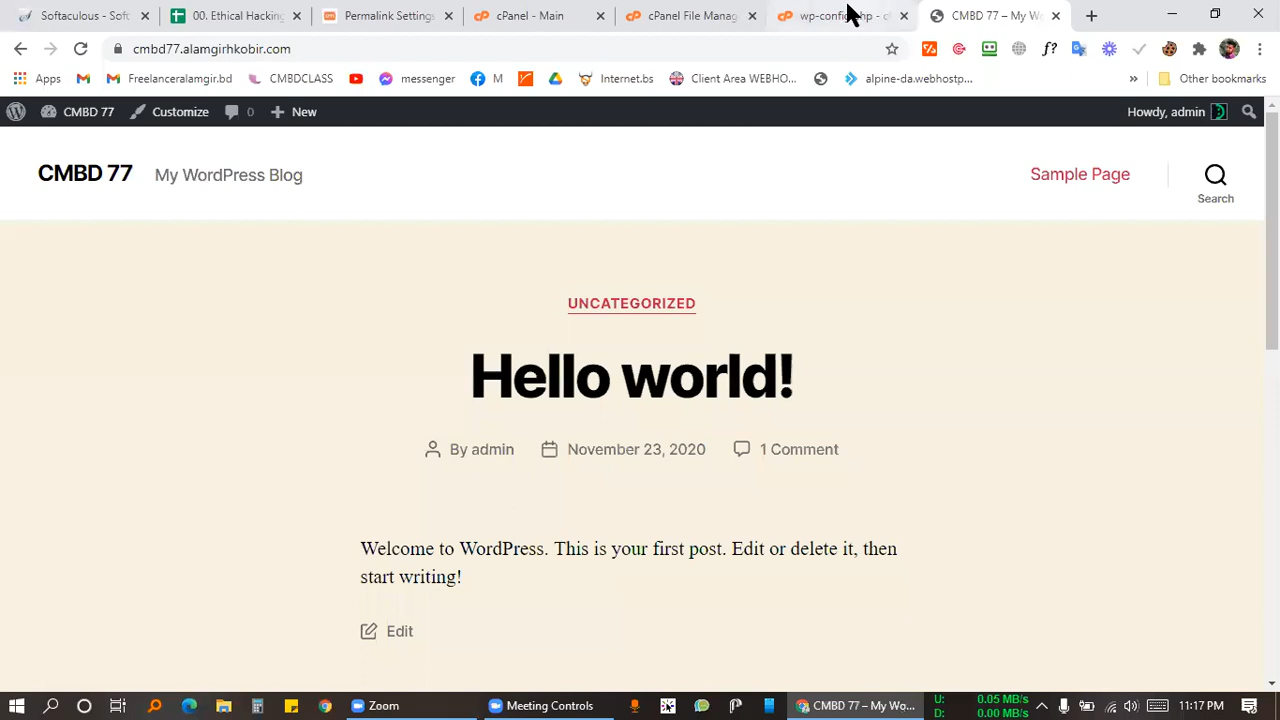 Softaculous - Soft
00. Ethical Hacking
Permalink Settings
cPanel - Main
cPanel File Manag
wp-config.php - c
CMBD 77 – My Wo
cmbd77.alamgirhkobir.com
Apps
Freelanceralamgir.bd
CMBDCLASS
messenger
M
Internet.bs
Client Area WEBHO...
alpine-da.webhostp...
Other bookmarks
CMBD 77
Customize
0
New
Howdy, admin
CMBD 77
My WordPress Blog
Sample Page
Search
UNCATEGORIZED
Hello world!
By admin
November 23, 2020
1 Comment
Welcome to WordPress. This is your first post. Edit or delete it, then
start writing!
Edit
Zoom
Meeting Controls
CMBD 77 – My Wo...
U: 0.05 MB/s
D: 0.00 MB/s
11:17 PM